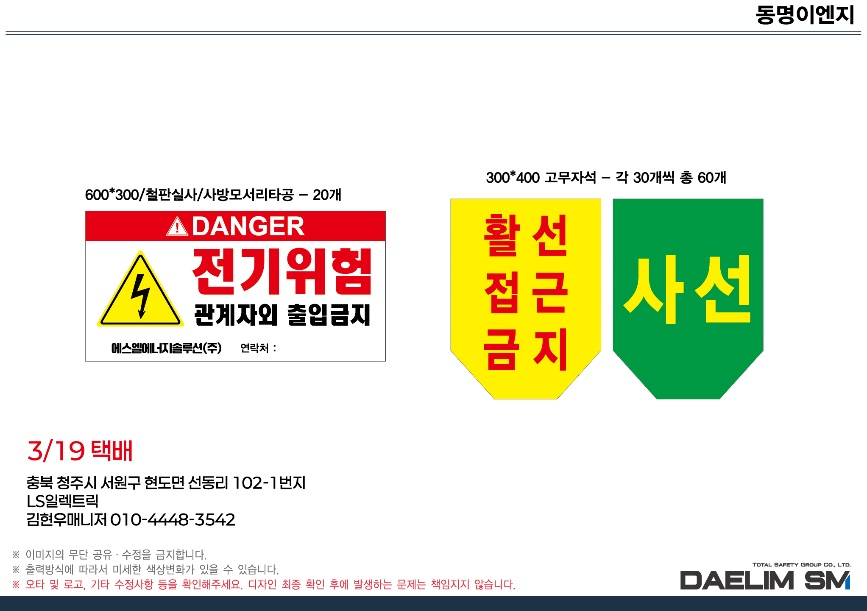 동명이엔지
600*300/철판실사/사방모서리타공 - 20개
DANGER
전기위험
관계자외 출입금지
에스엘에너지솔루션(주) 연락처 :
300*400 고무자석 - 각 30개씩 총 60개
활선
접근
금지
사선
3/19 택배
충북 청주시 서원구 현도면 선동리 102-1번지
LS일렉트릭
김현우매니저 010-4448-3542
※ 이미지의 무단 공유·수정을 금지합니다.
※ 출력방식에 따라서 미세한 색상변화가 있을 수 있습니다.
※ 오타 및 로고, 기타 수정사항 등을 확인해주세요. 디자인 최종 확인 후에 발생하는 문제는 책임지지 않습니다.
TOTAL SAFETY GROUP CO., LTD.
DAELIM SM